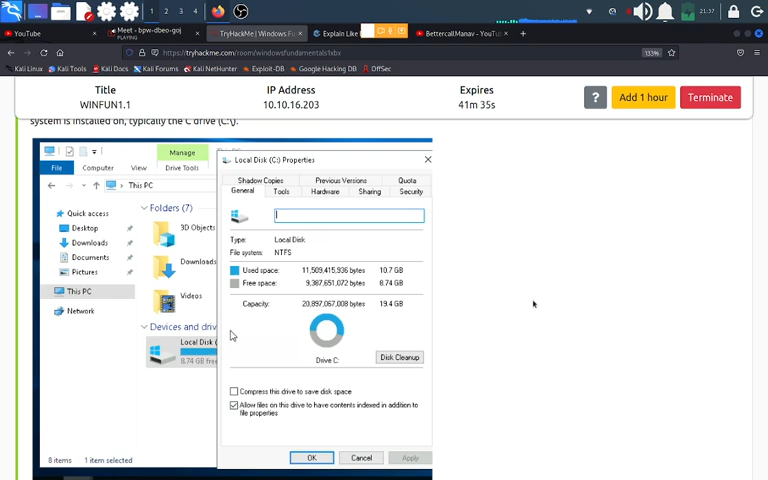 1 2 3 4
21:37
YouTube
Meet - bpw-dbeo-goj
PLAYING
TryHackMe | Windows Fun
Explain Like
BettercallManav - YouTu
https://tryhackme.com/room/windowsfundamentals1xbx
133%
Kali Linux Kali Tools Kali Docs Kali Forums Kali NetHunter Exploit-DB Google Hacking DB OffSec
Title IP Address Expires
WINFUN1.1 10.10.16.203 41m 35s
? Add 1 hour Terminate
system is installed on, typically the C drive (C:\).
Manage
File Computer View Drive Tools
This PC
Quick access
Desktop
Downloads
Documents
Pictures
This PC
Network
Folders (7)
3D Objects
Downloads
Videos
Devices and driv
Local Disk (
8.74 GB free
8 items 1 item selected
Local Disk (C:) Properties
Shadow Copies Previous Versions Quota
General Tools Hardware Sharing Security
Type: Local Disk
File system: NTFS
Used space: 11,509,415,936 bytes 10.7 GB
Free space: 9,387,651,072 bytes 8.74 GB
Capacity: 20,897,067,008 bytes 19.4 GB
Drive C: Disk Cleanup
Compress this drive to save disk space
Allow files on this drive to have contents indexed in addition to
file properties
OK Cancel Apply